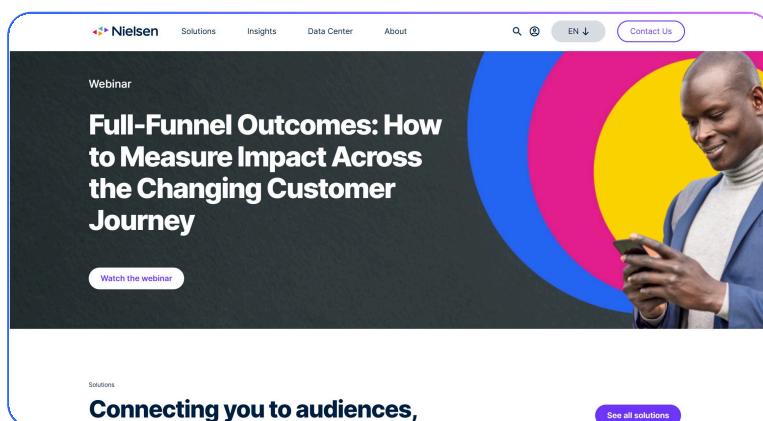 Nielsen Solutions Insights Data Center About EN Contact Us
Webinar
Full-Funnel Outcomes: How
to Measure Impact Across
the Changing Customer
Journey
Watch the webinar
Solutions
Connecting you to audiences,
See all solutions